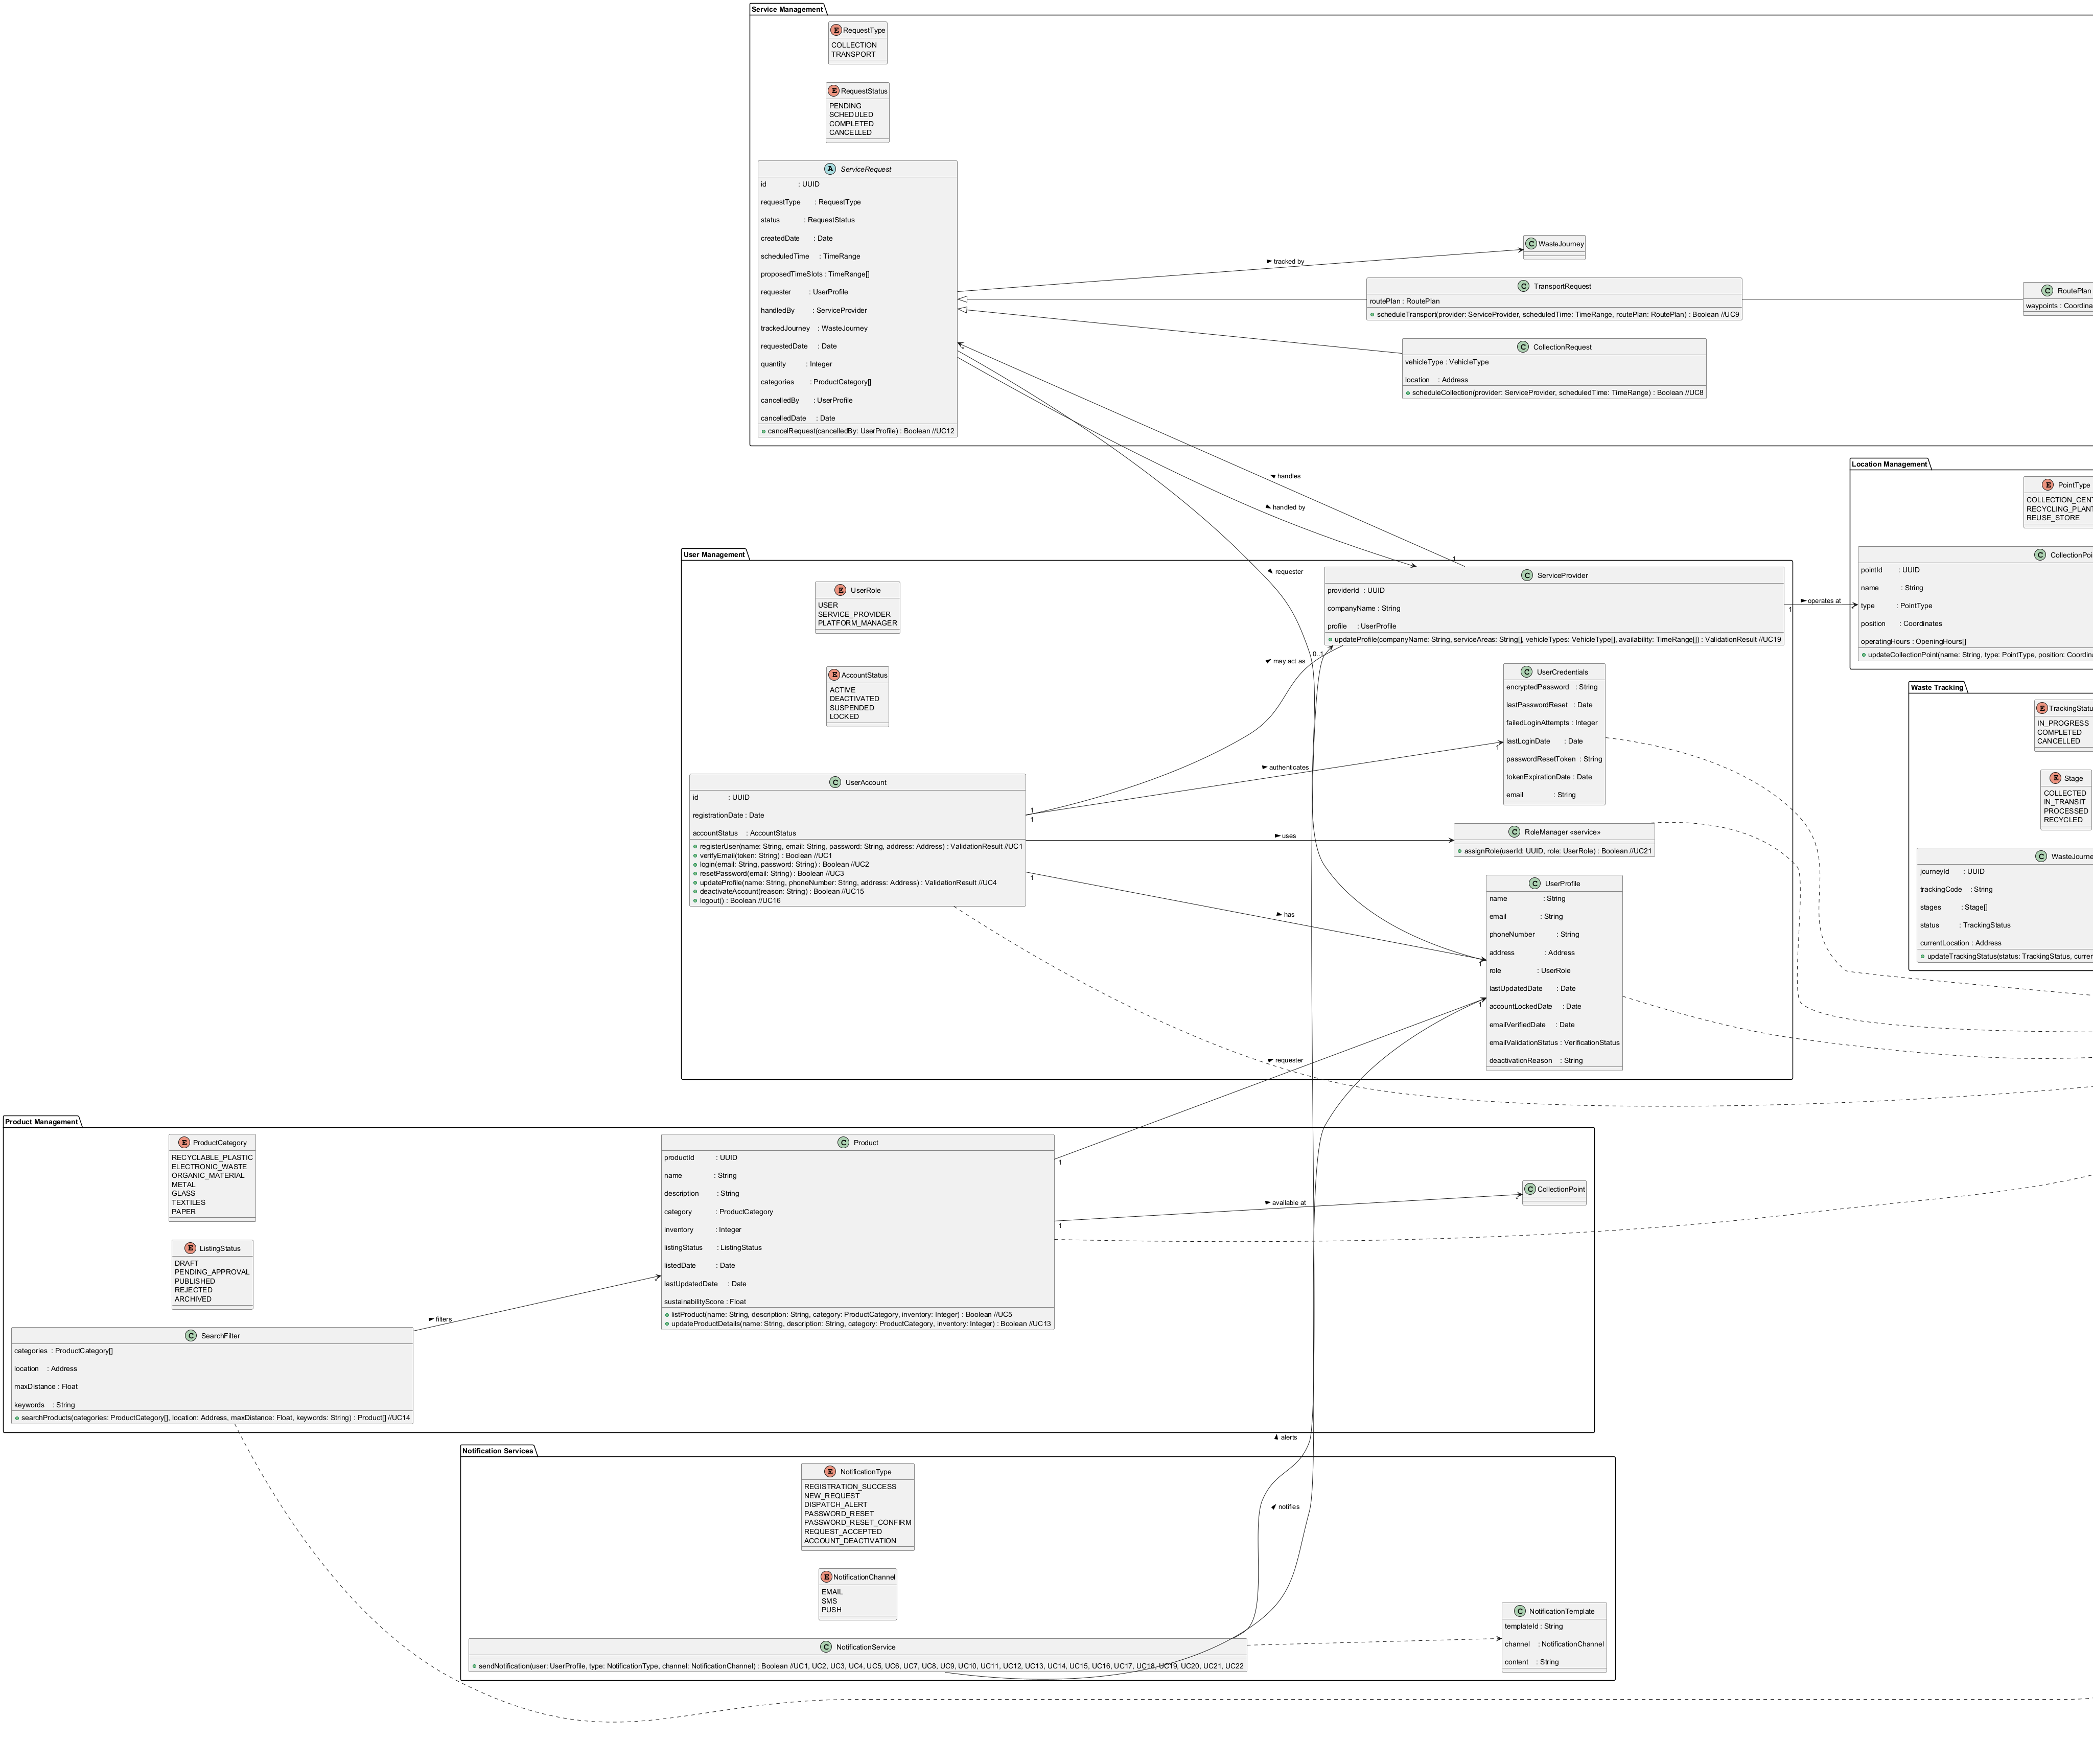 Service Management
E RequestType
COLLECTION
TRANSPORT
E RequestStatus
PENDING
SCHEDULED
COMPLETED
CANCELLED
A ServiceRequest
id : UUID
requestType : RequestType
status : RequestStatus
createdDate : Date
scheduledTime : TimeRange
proposedTimeSlots : TimeRange[]
requester : UserProfile
handledBy : ServiceProvider
trackedJourney : WasteJourney
requestedDate : Date
quantity : Integer
categories : ProductCategory[]
cancelledBy : UserProfile
cancelledDate : Date
cancelRequest(cancelledBy: UserProfile) : Boolean //UC12
tracked by
C WasteJourney
C TransportRequest
routePlan : RoutePlan
scheduleTransport(provider: ServiceProvider, scheduledTime: TimeRange, routePlan: RoutePlan) : Boolean //UC9
C RoutePlan
waypoints : Coordina
C CollectionRequest
vehicleType : VehicleType
location : Address
scheduleCollection(provider: ServiceProvider, scheduledTime: TimeRange) : Boolean //UC8
handles
handled by
requester
Location Management
E PointType
COLLECTION_CENT
RECYCLING_PLANT
REUSE_STORE
C CollectionPoi
pointId : UUID
name : String
type : PointType
position : Coordinates
operatingHours : OpeningHours[]
updateCollectionPoint(name: String, type: PointType, position: Coordina
User Management
E UserRole
USER
SERVICE_PROVIDER
PLATFORM_MANAGER
E AccountStatus
ACTIVE
DEACTIVATED
SUSPENDED
LOCKED
1
C ServiceProvider
providerId : UUID
companyName : String
profile : UserProfile
updateProfile(companyName: String, serviceAreas: String[], vehicleTypes: VehicleType[], availability: TimeRange[]) : ValidationResult //UC19
1
operates at
0..1
may act as
C UserCredentials
encryptedPassword : String
lastPasswordReset : Date
failedLoginAttempts : Integer
lastLoginDate : Date
passwordResetToken : String
tokenExpirationDate : Date
email : String
authenticates
1
C UserAccount
id : UUID
registrationDate : Date
accountStatus : AccountStatus
registerUser(name: String, email: String, password: String, address: Address) : ValidationResult //UC1
verifyEmail(token: String) : Boolean //UC1
login(email: String, password: String) : Boolean //UC2
resetPassword(email: String) : Boolean //UC3
updateProfile(name: String, phoneNumber: String, address: Address) : ValidationResult //UC4
deactivateAccount(reason: String) : Boolean //UC15
logout() : Boolean //UC16
1
1
1
uses
C RoleManager «service»
assignRole(userId: UUID, role: UserRole) : Boolean //UC21
has
1
C UserProfile
name : String
email : String
phoneNumber : String
address : Address
role : UserRole
lastUpdatedDate : Date
accountLockedDate : Date
emailVerifiedDate : Date
emailValidationStatus : VerificationStatus
deactivationReason : String
1
requester
Waste Tracking
E TrackingStatu
IN_PROGRESS
COMPLETED
CANCELLED
E Stage
COLLECTED
IN_TRANSIT
PROCESSED
RECYCLED
C WasteJourne
journeyId : UUID
trackingCode : String
stages : Stage[]
status : TrackingStatus
currentLocation : Address
updateTrackingStatus(status: TrackingStatus, curren
Product Management
E ProductCategory
RECYCLABLE_PLASTIC
ELECTRONIC_WASTE
ORGANIC_MATERIAL
METAL
GLASS
TEXTILES
PAPER
E ListingStatus
DRAFT
PENDING_APPROVAL
PUBLISHED
REJECTED
ARCHIVED
C SearchFilter
categories : ProductCategory[]
location : Address
maxDistance : Float
keywords : String
searchProducts(categories: ProductCategory[], location: Address, maxDistance: Float, keywords: String) : Product[] //UC14
filters
C Product
productId : UUID
name : String
description : String
category : ProductCategory
inventory : Integer
listingStatus : ListingStatus
listedDate : Date
lastUpdatedDate : Date
sustainabilityScore : Float
listProduct(name: String, description: String, category: ProductCategory, inventory: Integer) : Boolean //UC5
updateProductDetails(name: String, description: String, category: ProductCategory, inventory: Integer) : Boolean //UC13
1
1
available at
C CollectionPoint
Notification Services
alerts
notifies
E NotificationType
REGISTRATION_SUCCESS
NEW_REQUEST
DISPATCH_ALERT
PASSWORD_RESET
PASSWORD_RESET_CONFIRM
REQUEST_ACCEPTED
ACCOUNT_DEACTIVATION
E NotificationChannel
EMAIL
SMS
PUSH
C NotificationService
sendNotification(user: UserProfile, type: NotificationType, channel: NotificationChannel) : Boolean //UC1, UC2, UC3, UC4, UC5, UC6, UC7, UC8, UC9, UC10, UC11, UC12, UC13, UC14, UC15, UC16, UC17, UC18, UC19, UC20, UC21, UC22
C NotificationTemplate
templateId : String
channel : NotificationChannel
content : String